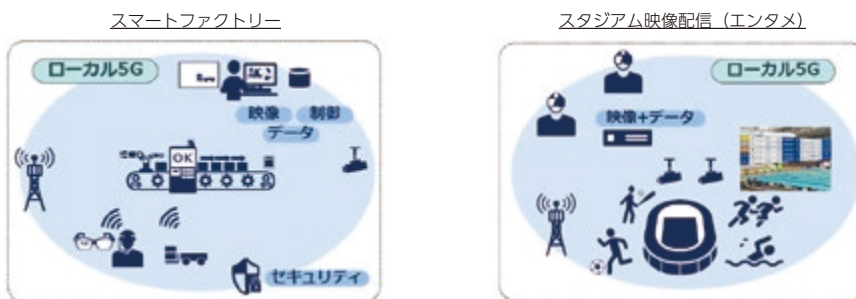 スマートファクトリー
ローカル5G
映像 制御
データ
OK
セキュリティ
スタジアム映像配信（エンタメ）
ローカル5G
映像+データ